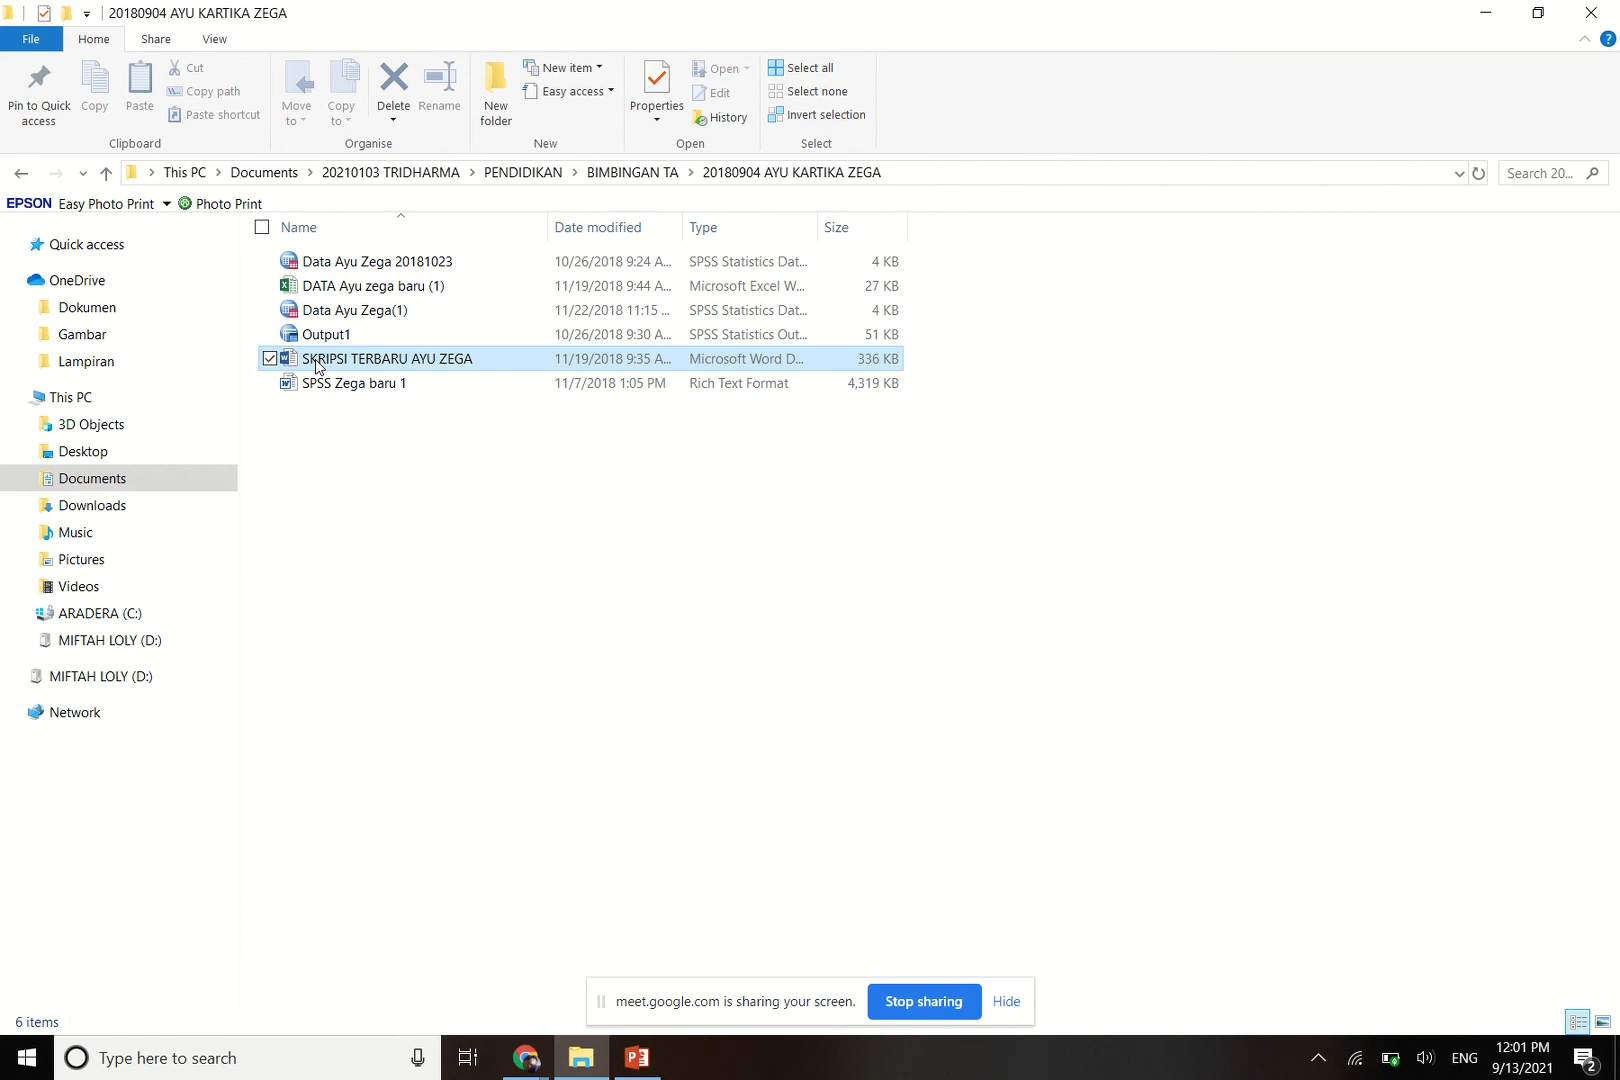 20180904 AYU KARTIKA ZEGA
File Home Share View
Pin to Quick access
Copy
Paste
Cut
Copy path
Paste shortcut
Clipboard
Move to
Copy to
Delete
Rename
Organise
New folder
New item
Easy access
New
Properties
Open
Edit
History
Open
Select all
Select none
Invert selection
Select
This PC > Documents > 20210103 TRIDHARMA > PENDIDIKAN > BIMBINGAN TA > 20180904 AYU KARTIKA ZEGA
Search 20...
EPSON Easy Photo Print Photo Print
Name Date modified Type Size
Data Ayu Zega 20181023 10/26/2018 9:24 A... SPSS Statistics Dat... 4 KB
DATA Ayu zega baru (1) 11/19/2018 9:44 A... Microsoft Excel W... 27 KB
Data Ayu Zega(1) 11/22/2018 11:15 ... SPSS Statistics Dat... 4 KB
Output1 10/26/2018 9:30 A... SPSS Statistics Out... 51 KB
SKRIPSI TERBARU AYU ZEGA 11/19/2018 9:35 A... Microsoft Word D... 336 KB
SPSS Zega baru 1 11/7/2018 1:05 PM Rich Text Format 4,319 KB
Quick access
OneDrive
Dokumen
Gambar
Lampiran
This PC
3D Objects
Desktop
Documents
Downloads
Music
Pictures
Videos
ARADERA (C:)
MIFTAH LOLY (D:)
MIFTAH LOLY (D:)
Network
meet.google.com is sharing your screen. Stop sharing Hide
6 items
Type here to search
ENG
12:01 PM
9/13/2021
2